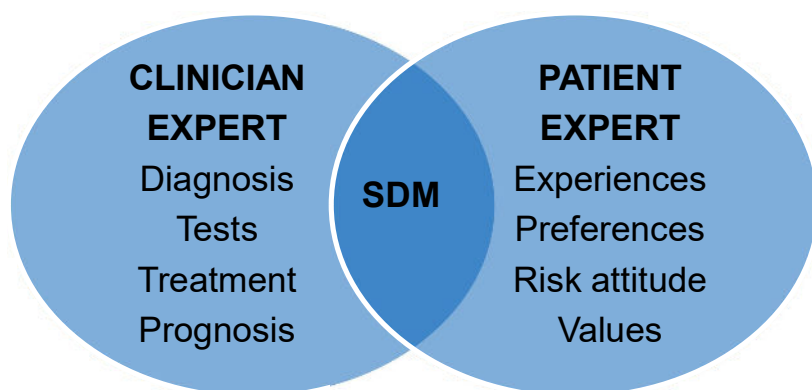 CLINICIAN
EXPERT
Diagnosis
Tests
Treatment
Prognosis
SDM
PATIENT
EXPERT
Experiences
Preferences
Risk attitude
Values